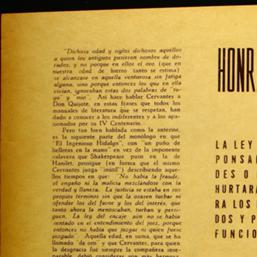 "Dichosa edad y siglos dichosos aquéllos
a quien los antiguos pusieron nombre de do-
rados, y no porque en ellos el oro (que en
nuestra edad de hierro tanto se estima)
se alcanzase en aquella venturosa sin fatiga
alguna, sino porque entonces los que en ella
vivían, ignoraban estas dos palabras de "tu-
yo" y "mío". Así hace hablar Cervantes a
Don Quijote, en estas frases que todos los
manuales de literatura se respetan, y que han
dado a conocer a los indiferentes y a los apa-
sionados por su IV Centenario.
Pero tan bien hablada como la anterior,
es la siguiente parte del monólogo en que
"El Ingenioso Hidalgo", con "un puño de
bellotas en la mano" en vez de la imponente
calavera que Shakespeare puso en la de
Hamlet, prosigue (en forma que el mismo
Cervantes juzga "inútil") describiendo aque-
llos tiempos en que: "No había la fraude,
el engaño ni la malicia mezcládose con la
verdad y llaneza. La justicia se estaba en sus
propios términos sin que la osasen turbar ni
ofender los del favor y los del interese, que
tanto ahora la menoscaban, turban y persi-
guen. La ley del encaje aún no se había
sentado en el entendimiento del juez, porque
entonces no había que juzgar ni quien fuese
juzgado". Aquella edad, en suma, que se ha
llamado "de oro" y que Cervantes, para quien
la desgracia fué siempre la compañera inse-
HONR
LA LEY
PONSA
DES O
HURTAR
RA LOS
DOS Y P
FUNCIO